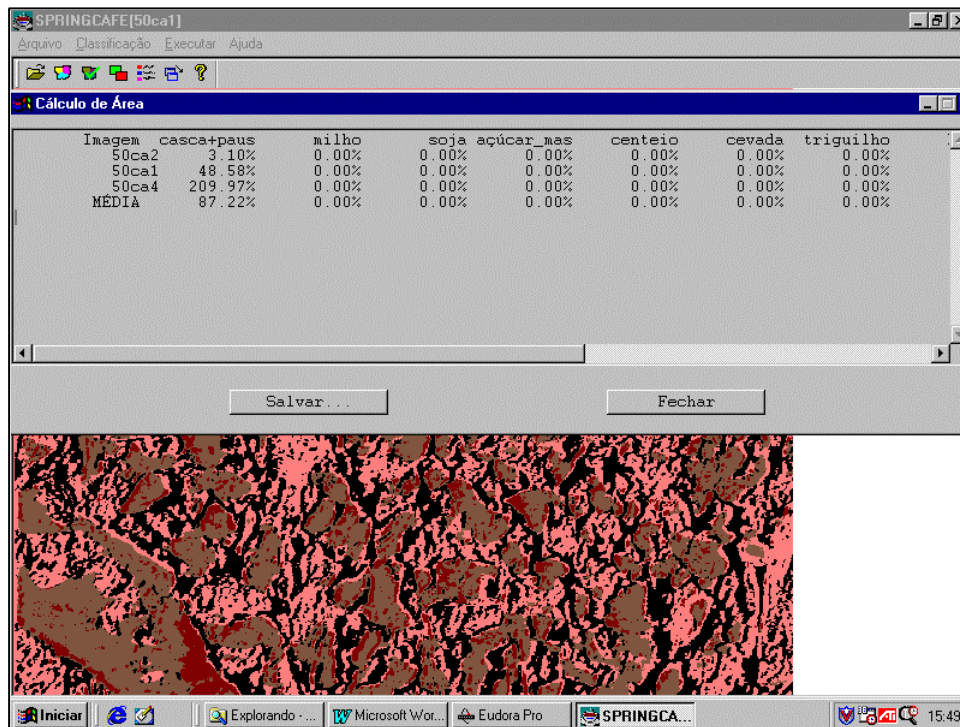 SPRINGCAFE[50ca1]
Arquivo Classificação Executar Ajuda
Cálculo de Área
Imagem casca+paus milho soja açúcar_mas centeio cevada triguilho
50ca2 3.10% 0.00% 0.00% 0.00% 0.00% 0.00% 0.00%
50ca1 48.58% 0.00% 0.00% 0.00% 0.00% 0.00% 0.00%
50ca4 209.97% 0.00% 0.00% 0.00% 0.00% 0.00% 0.00%
MÉDIA 87.22% 0.00% 0.00% 0.00% 0.00% 0.00% 0.00%
Salvar... Fechar
Iniciar Explorando - ... Microsoft Wor... Eudora Pro SPRINGCA... 15:49